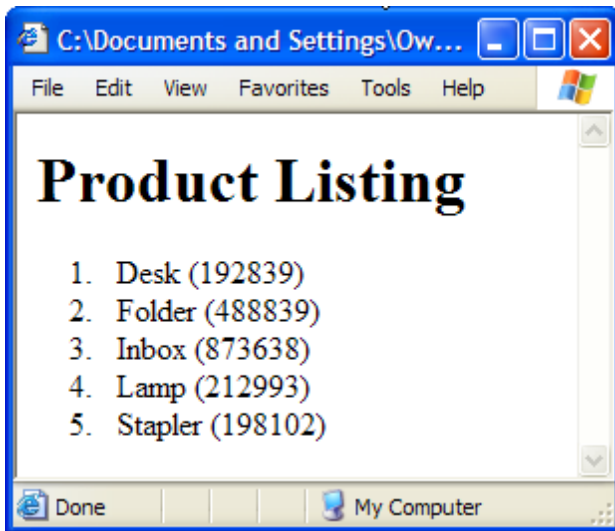 C:\Documents and Settings\Ow...
File Edit View Favorites Tools Help
Product Listing
1. Desk (192839)
2. Folder (488839)
3. Inbox (873638)
4. Lamp (212993)
5. Stapler (198102)
Done My Computer